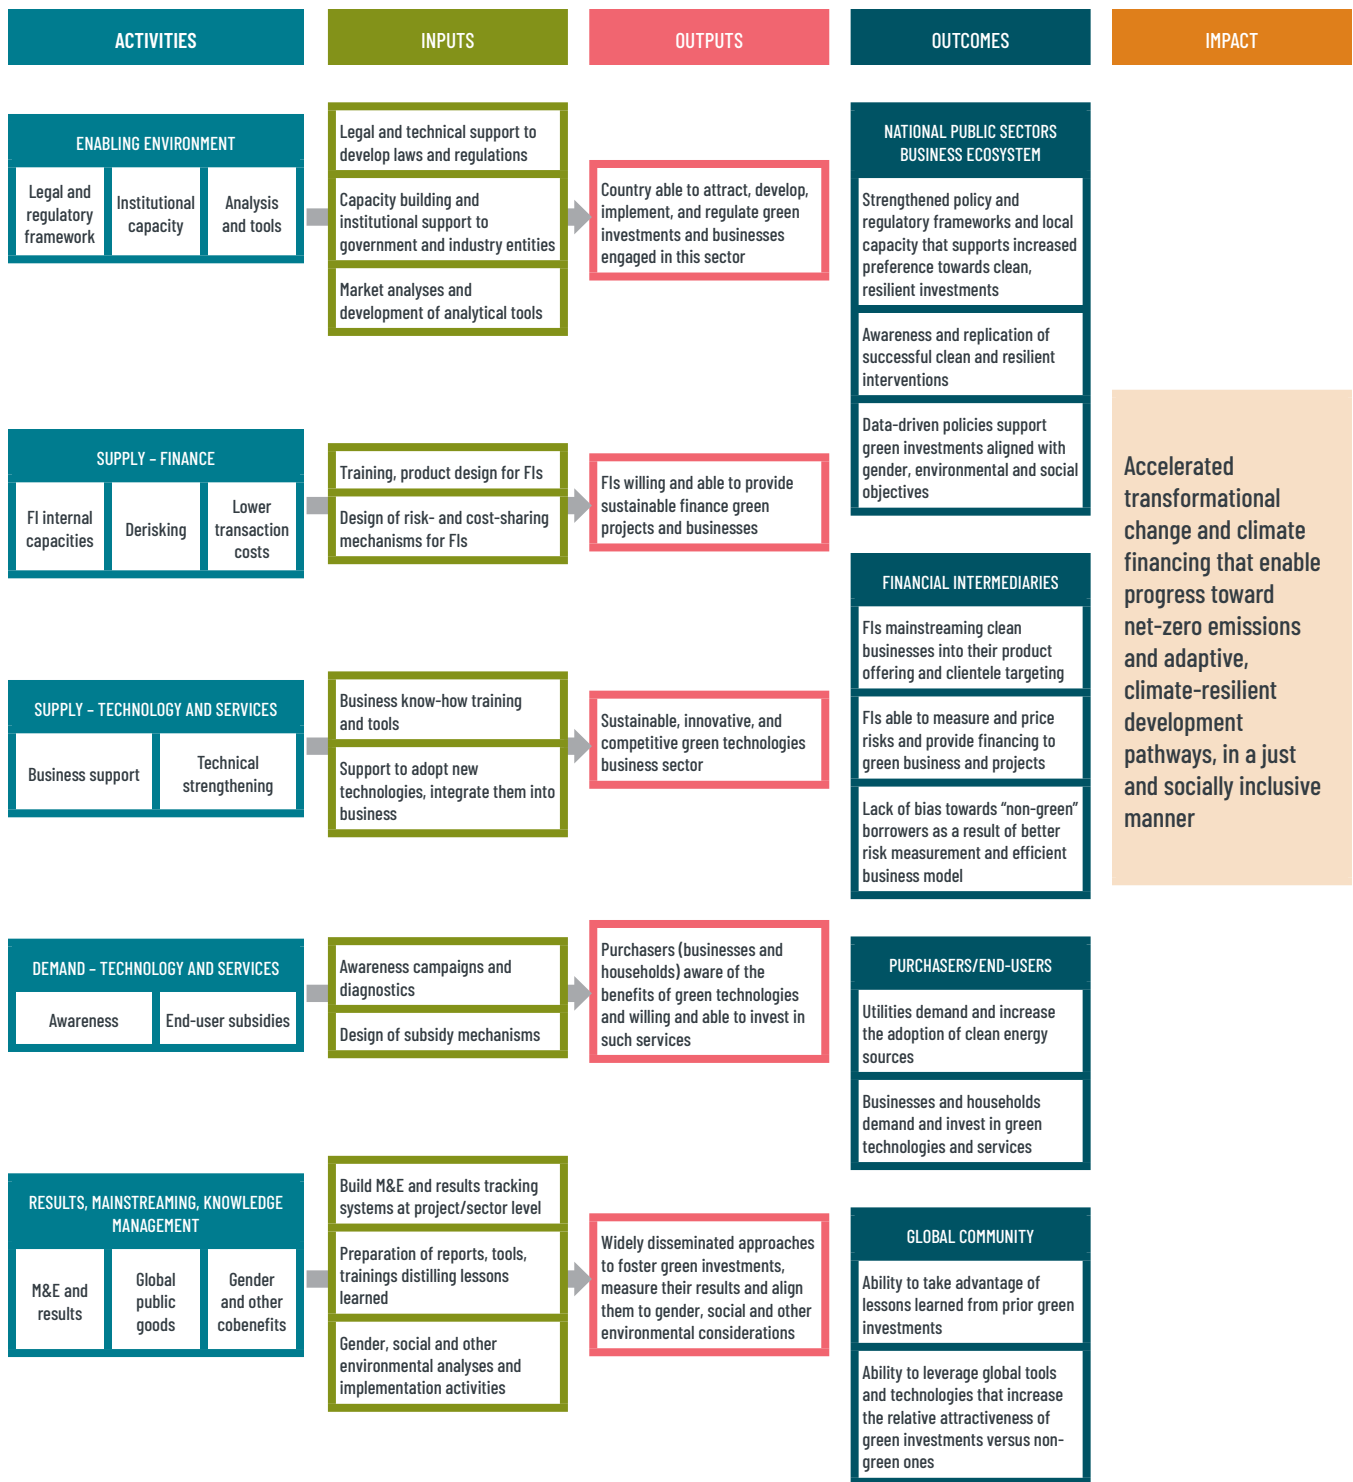 ACTIVITIES
INPUTS
OUTPUTS
OUTCOMES
IMPACT
ENABLING ENVIRONMENT
Legal and
regulatory
framework
Institutional
capacity
Analysis
and tools
Legal and technical support to
develop laws and regulations
Capacity building and
institutional support to
government and industry entities
Market analyses and
development of analytical tools
Country able to attract, develop,
implement, and regulate green
investments and businesses
engaged in this sector
SUPPLY – FINANCE
FI internal
capacities
Derisking
Lower
transaction
costs
Training, product design for FIs
Design of risk- and cost-sharing
mechanisms for FIs
FIs willing and able to provide
sustainable finance green
projects and businesses
SUPPLY – TECHNOLOGY AND SERVICES
Business support
Technical
strengthening
Business know-how training
and tools
Support to adopt new
technologies, integrate them into
business
Sustainable, innovative, and
competitive green technologies
business sector
DEMAND – TECHNOLOGY AND SERVICES
Awareness
End-user subsidies
Awareness campaigns and
diagnostics
Design of subsidy mechanisms
Purchasers (businesses and
households) aware of the
benefits of green technologies
and willing and able to invest in
such services
RESULTS, MAINSTREAMING, KNOWLEDGE
MANAGEMENT
M&E and
results
Global
public
goods
Gender
and other
cobenefits
Build M&E and results tracking
systems at project/sector level
Preparation of reports, tools,
trainings distilling lessons
learned
Gender, social and other
environmental analyses and
implementation activities
Widely disseminated approaches
to foster green investments,
measure their results and align
them to gender, social and other
environmental considerations
NATIONAL PUBLIC SECTORS
BUSINESS ECOSYSTEM
Strengthened policy and
regulatory frameworks and local
capacity that supports increased
preference towards clean,
resilient investments
Awareness and replication of
successful clean and resilient
interventions
Data-driven policies support
green investments aligned with
gender, environmental and social
objectives
FINANCIAL INTERMEDIARIES
FIs mainstreaming clean
businesses into their product
offering and clientele targeting
FIs able to measure and price
risks and provide financing to
green business and projects
Lack of bias towards “non-green”
borrowers as a result of better
risk measurement and efficient
business model
PURCHASERS/END-USERS
Utilities demand and increase
the adoption of clean energy
sources
Businesses and households
demand and invest in green
technologies and services
GLOBAL COMMUNITY
Ability to take advantage of
lessons learned from prior green
investments
Ability to leverage global tools
and technologies that increase
the relative attractiveness of
green investments versus non-
green ones
Accelerated
transformational
change and climate
financing that enable
progress toward
net-zero emissions
and adaptive,
climate-resilient
development
pathways, in a just
and socially inclusive
manner